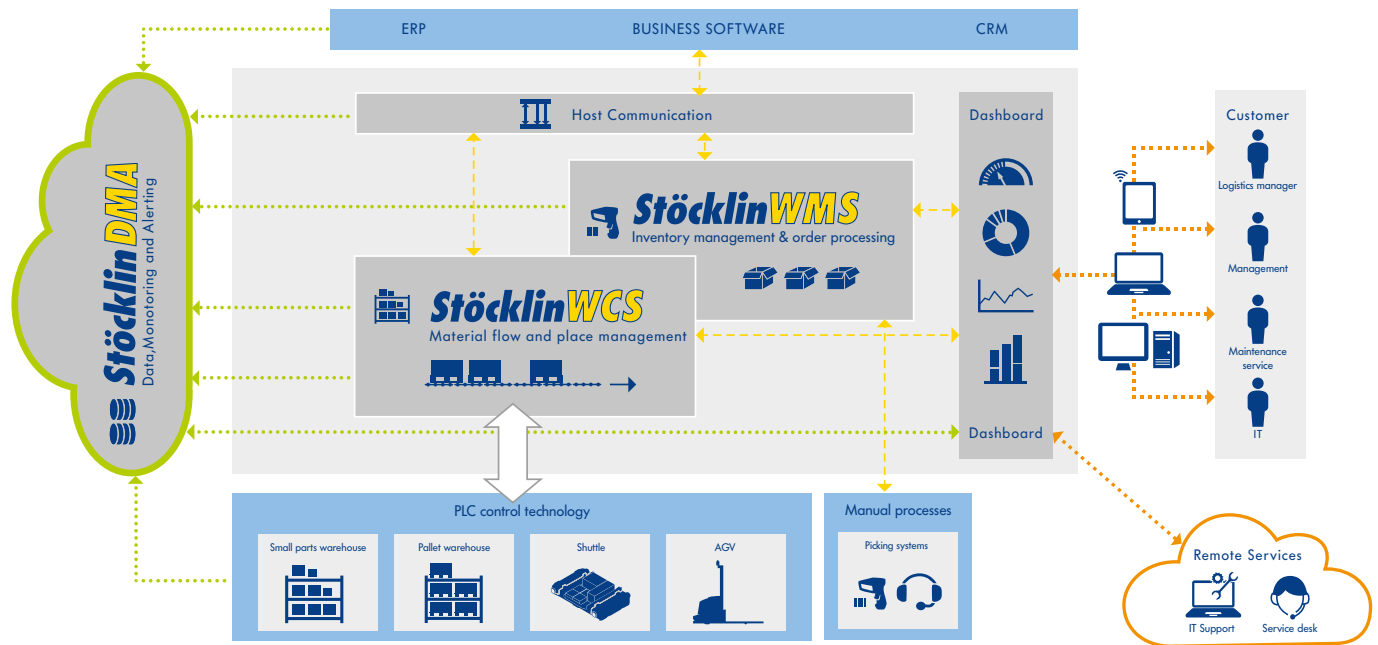 ERP
BUSINESS SOFTWARE
CRM
Host Communication
Dashboard
Customer
Logistics manager
StöcklinWMS
Inventory management & order processing
StöcklinDMA
Data,Monotoring and Alerting
Management
StöcklinWCS
Material flow and place management
Maintenance
service
Dashboard
IT
PLC control technology
Small parts warehouse
Pallet warehouse
Shuttle
AGV
Manual processes
Picking systems
Remote Services
IT Support
Service desk